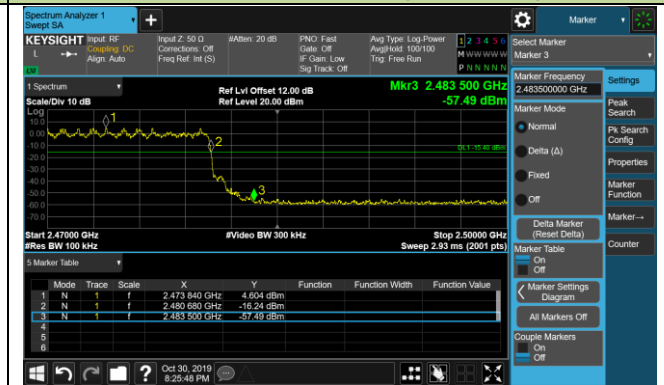 Spectrum Analyzer 1
Swept SA
+
Marker
KEYSIGHT Input: RF
Coupling: DC
Align: Auto
Input Z: 50 Ω
Corrections: Off
Freq Ref: Int (S)
#Atten: 20 dB
PNO: Fast
Gate: Off
IF Gain: Low
Sig Track: Off
Avg Type: Log-Power
Avg|Hold: 100/100
Trig: Free Run
1 2 3 4 5 6
M W W W W W
P N N N N N
L
LNI
Select Marker
Marker 3
1 Spectrum
Scale/Div 10 dB
Log
Ref Lvl Offset 12.00 dB
Ref Level 20.00 dBm
Mkr3 2.483 500 GHz
-57.49 dBm
10.0
0.00
-10.0
-20.0
-30.0
-40.0
-50.0
-60.0
-70.0
1
2
3
DL1 -15.40 dBm
Start 2.47000 GHz
#Res BW 100 kHz
#Video BW 300 kHz
Stop 2.50000 GHz
Sweep 2.93 ms (2001 pts)
5 Marker Table
Mode Trace Scale X Y Function Function Width Function Value
1 N 1 f 2.473 840 GHz 4.604 dBm
2 N 1 f 2.480 680 GHz -16.24 dBm
3 N 1 f 2.483 500 GHz -57.49 dBm
4
5
6
Marker Frequency
2.483500000 GHz
Marker Mode
Normal
Delta (Δ)
Fixed
Off
Delta Marker
(Reset Delta)
Marker Table
On
Off
Marker Settings
Diagram
All Markers Off
Couple Markers
On
Off
Settings
Peak
Search
Pk Search
Config
Properties
Marker
Function
Marker→
Counter
?
Oct 30, 2019
8:25:48 PM